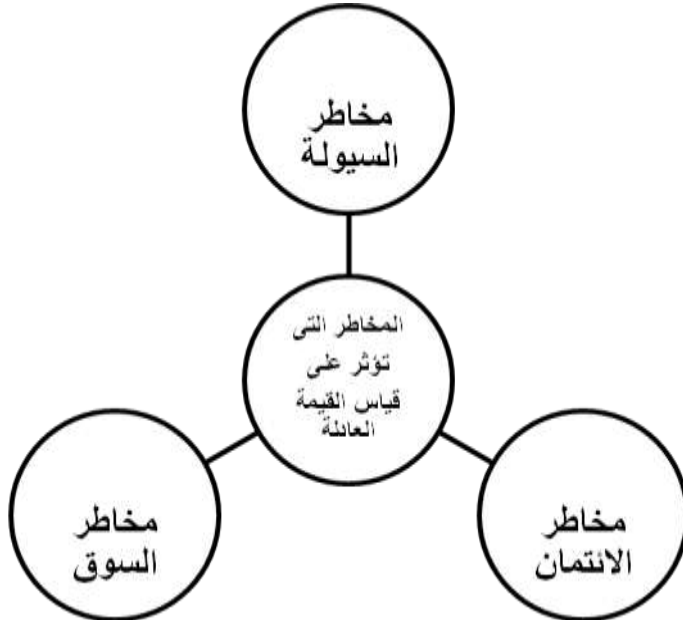 مخاطر
السيولة
المخاطر التى
تؤثر على
قياس القيمة
العادلة
مخاطر
الائتمان
مخاطر
السوق